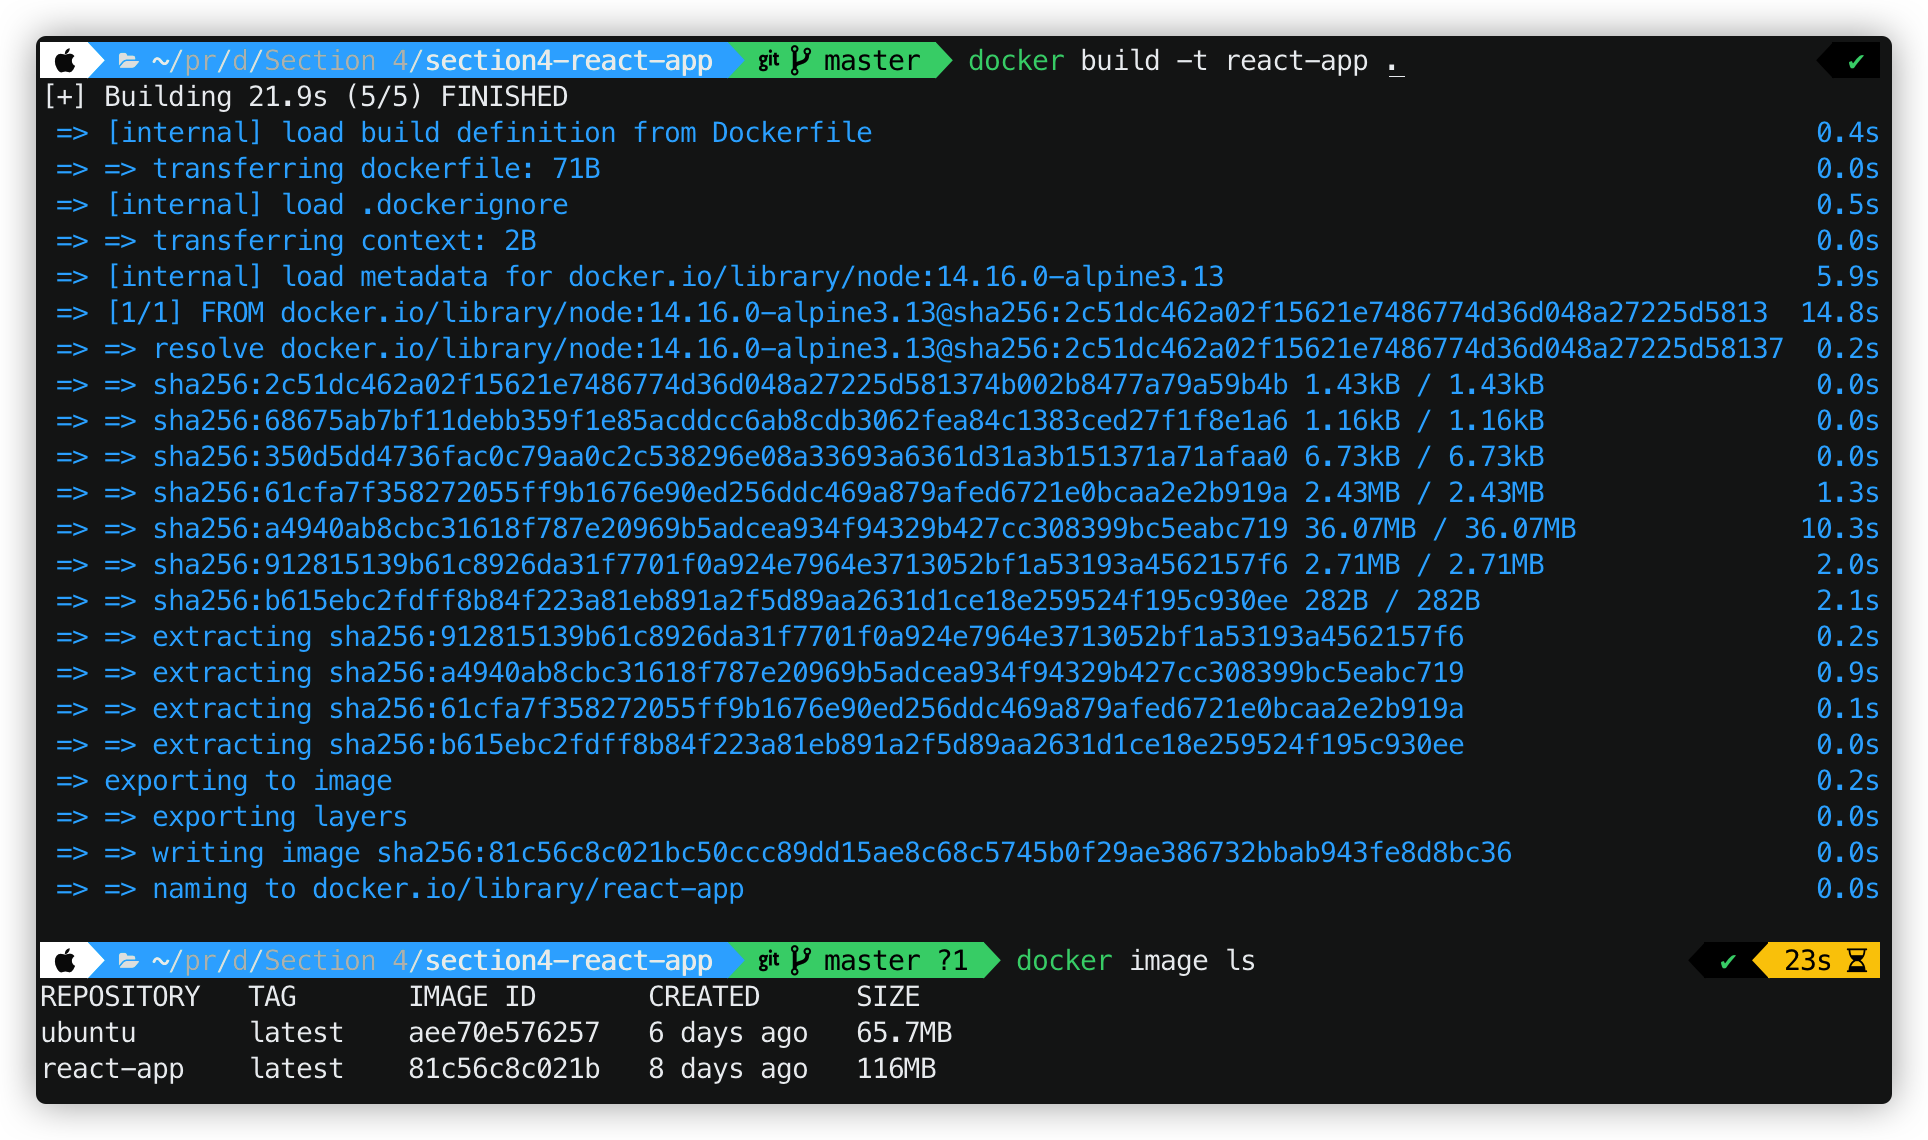 ~/pr/d/Section 4/section4-react-app git master docker build -t react-app . ✔
[+] Building 21.9s (5/5) FINISHED
=> [internal] load build definition from Dockerfile 0.4s
=> => transferring dockerfile: 71B 0.0s
=> [internal] load .dockerignore 0.5s
=> => transferring context: 2B 0.0s
=> [internal] load metadata for docker.io/library/node:14.16.0-alpine3.13 5.9s
=> [1/1] FROM docker.io/library/node:14.16.0-alpine3.13@sha256:2c51dc462a02f15621e7486774d36d048a27225d5813 14.8s
=> => resolve docker.io/library/node:14.16.0-alpine3.13@sha256:2c51dc462a02f15621e7486774d36d048a27225d58137 0.2s
=> => sha256:2c51dc462a02f15621e7486774d36d048a27225d581374b002b8477a79a59b4b 1.43kB / 1.43kB 0.0s
=> => sha256:68675ab7bf11debb359f1e85acddcc6ab8cdb3062fea84c1383ced27f1f8e1a6 1.16kB / 1.16kB 0.0s
=> => sha256:350d5dd4736fac0c79aa0c2c538296e08a33693a6361d31a3b151371a71afaa0 6.73kB / 6.73kB 0.0s
=> => sha256:61cfa7f358272055ff9b1676e90ed256ddc469a879afed6721e0bcaa2e2b919a 2.43MB / 2.43MB 1.3s
=> => sha256:a4940ab8cbc31618f787e20969b5adcea934f94329b427cc308399bc5eabc719 36.07MB / 36.07MB 10.3s
=> => sha256:912815139b61c8926da31f7701f0a924e7964e3713052bf1a53193a4562157f6 2.71MB / 2.71MB 2.0s
=> => sha256:b615ebc2fdff8b84f223a81eb891a2f5d89aa2631d1ce18e259524f195c930ee 282B / 282B 2.1s
=> => extracting sha256:912815139b61c8926da31f7701f0a924e7964e3713052bf1a53193a4562157f6 0.2s
=> => extracting sha256:a4940ab8cbc31618f787e20969b5adcea934f94329b427cc308399bc5eabc719 0.9s
=> => extracting sha256:61cfa7f358272055ff9b1676e90ed256ddc469a879afed6721e0bcaa2e2b919a 0.1s
=> => extracting sha256:b615ebc2fdff8b84f223a81eb891a2f5d89aa2631d1ce18e259524f195c930ee 0.0s
=> exporting to image 0.2s
=> => exporting layers 0.0s
=> => writing image sha256:81c56c8c021bc50ccc89dd15ae8c68c5745b0f29ae386732bbab943fe8d8bc36 0.0s
=> => naming to docker.io/library/react-app 0.0s
~/pr/d/Section 4/section4-react-app git master ?1 docker image ls ✔ 23s
REPOSITORY TAG IMAGE ID CREATED SIZE
ubuntu latest aee70e576257 6 days ago 65.7MB
react-app latest 81c56c8c021b 8 days ago 116MB